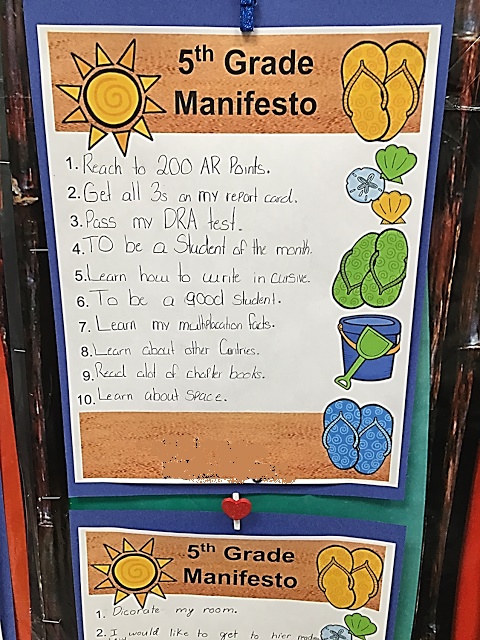 5th Grade
Manifesto
1. Reach to 200 AR Points.
2. Get all 3s on my report card.
3. Pass my DRA test.
4. TO be a Student of the month.
5. Learn how to write in cursive.
6. To be a good student.
7. Learn my multiplacation facts.
8. Learn about other Contries.
9. Read alot of chapter books.
10. Learn about space.
5th Grade
Manifesto
1. Dicorate my room.
2. I would like to get to hier